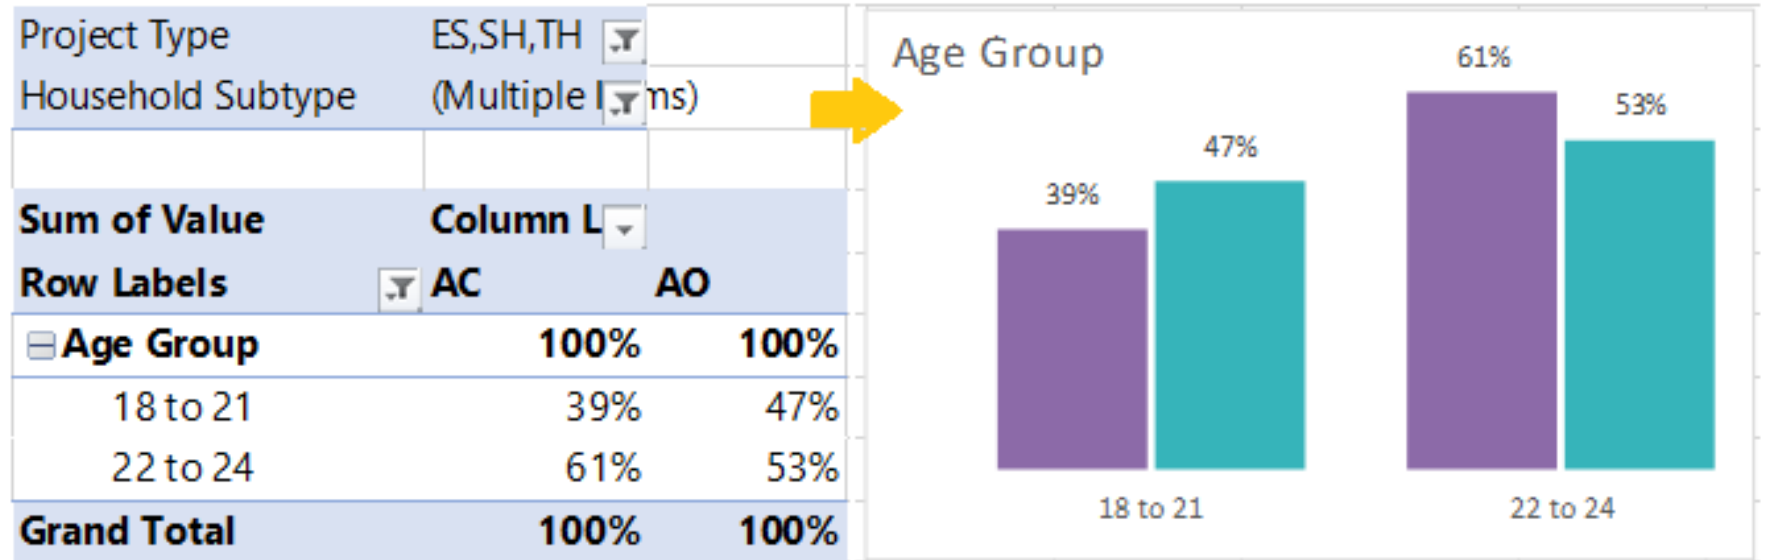 Project Type ES,SH,TH
Household Subtype (Multiple ms)
Sum of Value Column L
Row Labels AC AO
Age Group 100% 100%
18 to 21 39% 47%
22 to 24 61% 53%
Grand Total 100% 100%
Age Group
61%
53%
47%
39%
18 to 21 22 to 24